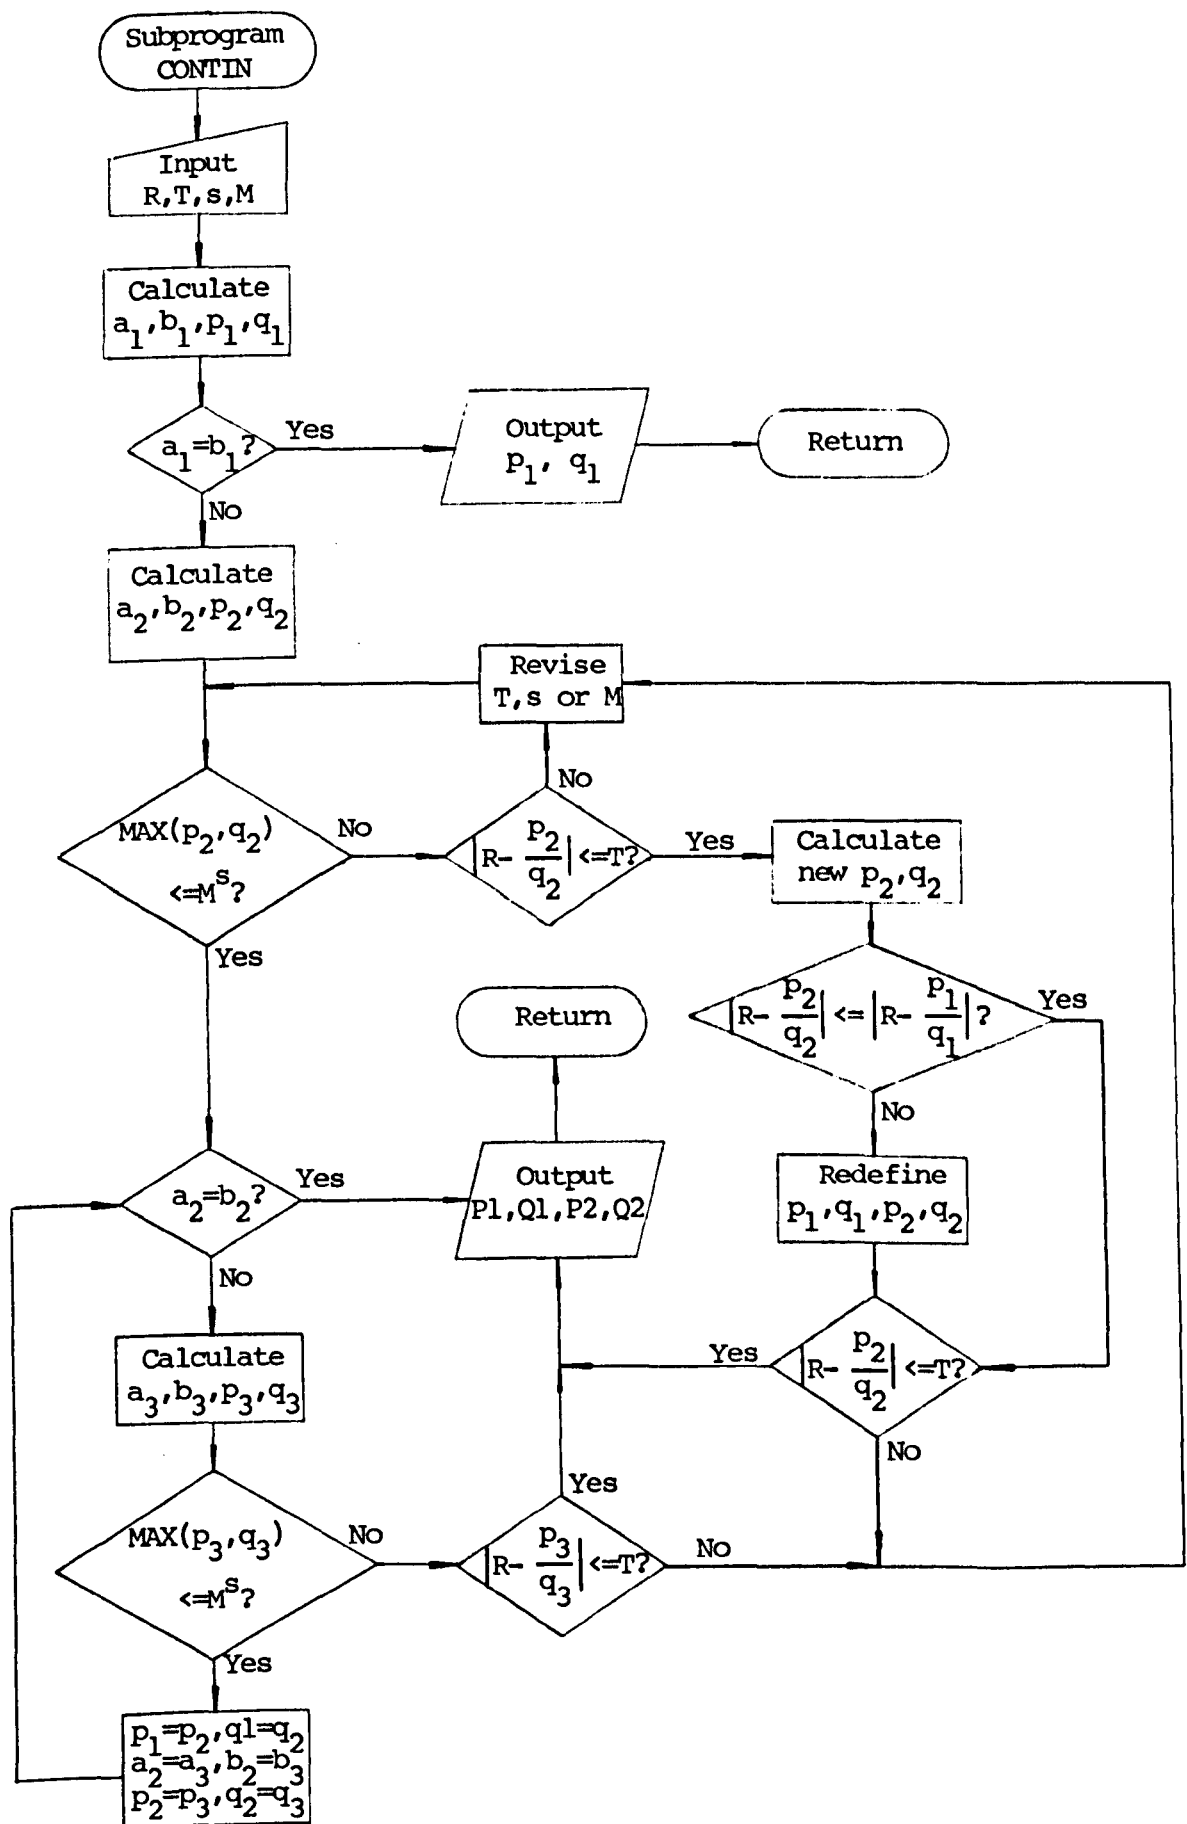 Subprogram
CONTIN
Input
R,T,s,M
Calculate
a₁,b₁,p₁,q₁
a₁=b₁?
Yes
Output
p₁, q₁
Return
No
Calculate
a₂,b₂,p₂,q₂
Revise
T,s or M
No
MAX(p₂,q₂)
<=Mˢ?
No
|R- p₂/q₂| <=T?
Yes
Calculate
new p₂,q₂
Yes
|R- p₂/q₂| <= |R- p₁/q₁| ?
Yes
No
Return
a₂=b₂?
Yes
Output
P1,Q1,P2,Q2
Redefine
p₁,q₁,p₂,q₂
No
Calculate
a₃,b₃,p₃,q₃
Yes
|R- p₂/q₂| <=T?
No
MAX(p₃,q₃)
<=Mˢ?
No
Yes
|R- p₃/q₃| <=T?
No
Yes
p₁=p₂,q1=q₂
a₂=a₃,b₂=b₃
p₂=p₃,q₂=q₃